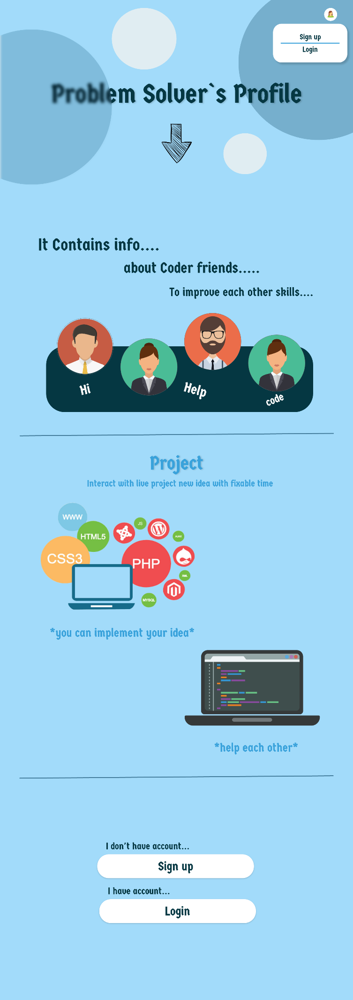 Sign up
Login
Problem Solver`s Profile
It Contains info....
about Coder friends.....
To improve each other skills....
Hi
Help
code
Project
Interact with live project new idea with fixable time
WWW
HTML5
JS
AJAX
CSS3
PHP
XML
MYSQL
*you can implement your idea*
*help each other*
I don't have account...
Sign up
I have account...
Login